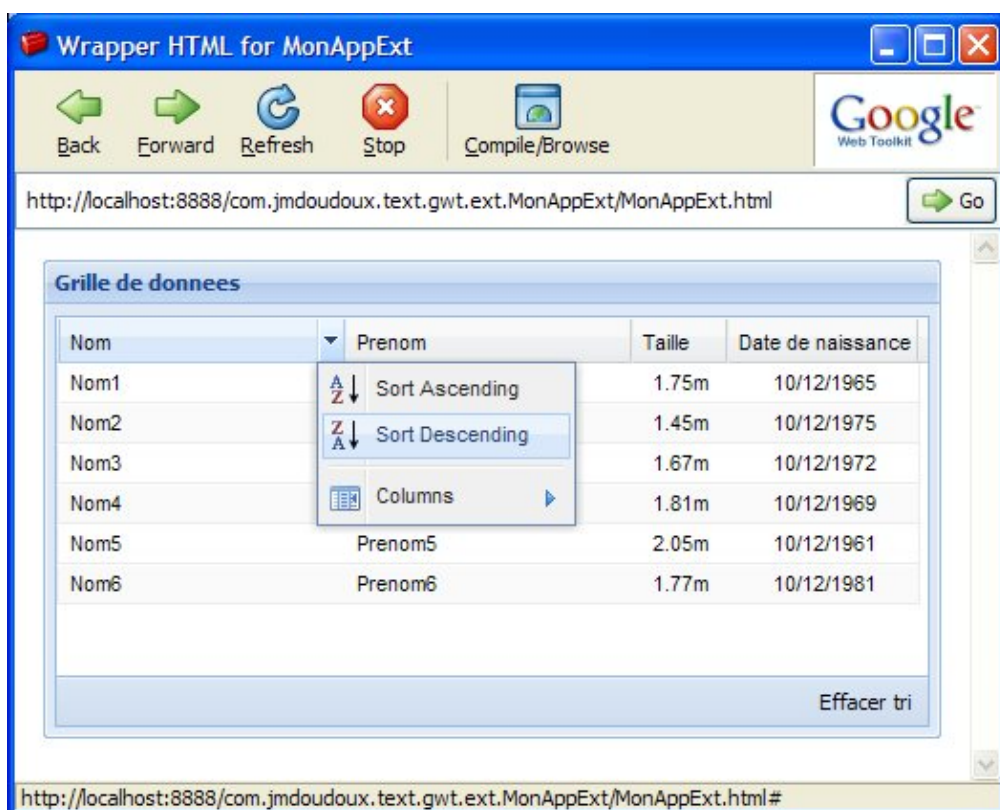 Wrapper HTML for MonAppExt
Back Forward Refresh Stop Compile/Browse
Google
Web Toolkit
http://localhost:8888/com.jmdoudoux.text.gwt.ext.MonAppExt/MonAppExt.html Go
Grille de donnees
Nom Prenom Taille Date de naissance
Nom1 1.75m 10/12/1965
Sort Ascending
Nom2 1.45m 10/12/1975
Sort Descending
Nom3 1.67m 10/12/1972
Nom4 1.81m 10/12/1969
Columns
Nom5 Prenom5 2.05m 10/12/1961
Nom6 Prenom6 1.77m 10/12/1981
Effacer tri
http://localhost:8888/com.jmdoudoux.text.gwt.ext.MonAppExt/MonAppExt.html#